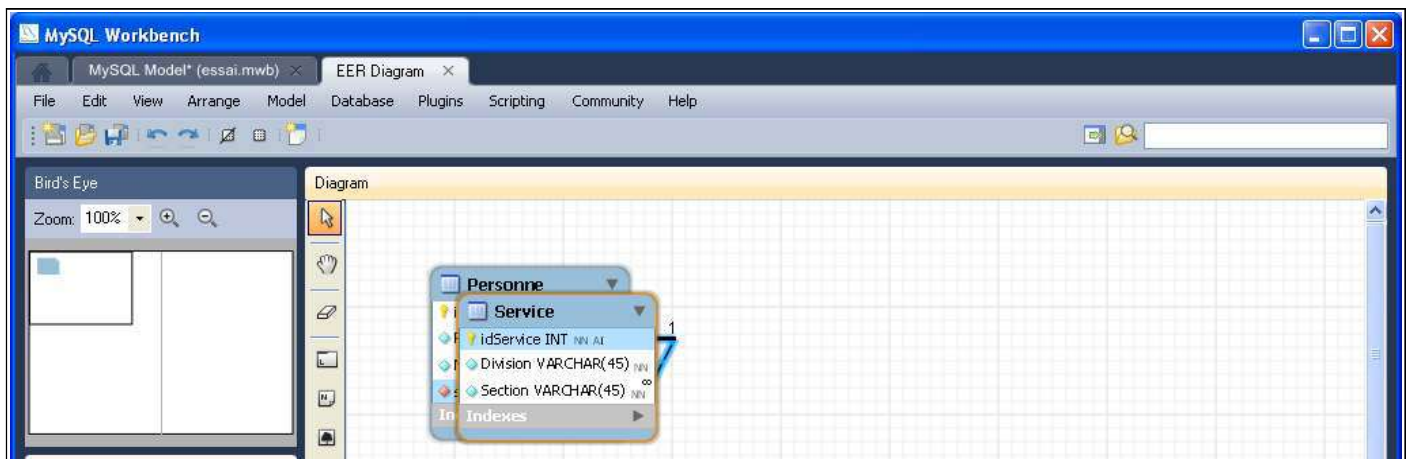 MySQL Workbench
MySQL Model* (essai.mwb) EER Diagram
File Edit View Arrange Model Database Plugins Scripting Community Help
Bird's Eye
Diagram
Zoom: 100%
Personne
Service
1
idService INT NN AI
Division VARCHAR(45) NN
Section VARCHAR(45) NN
∞
In Indexes